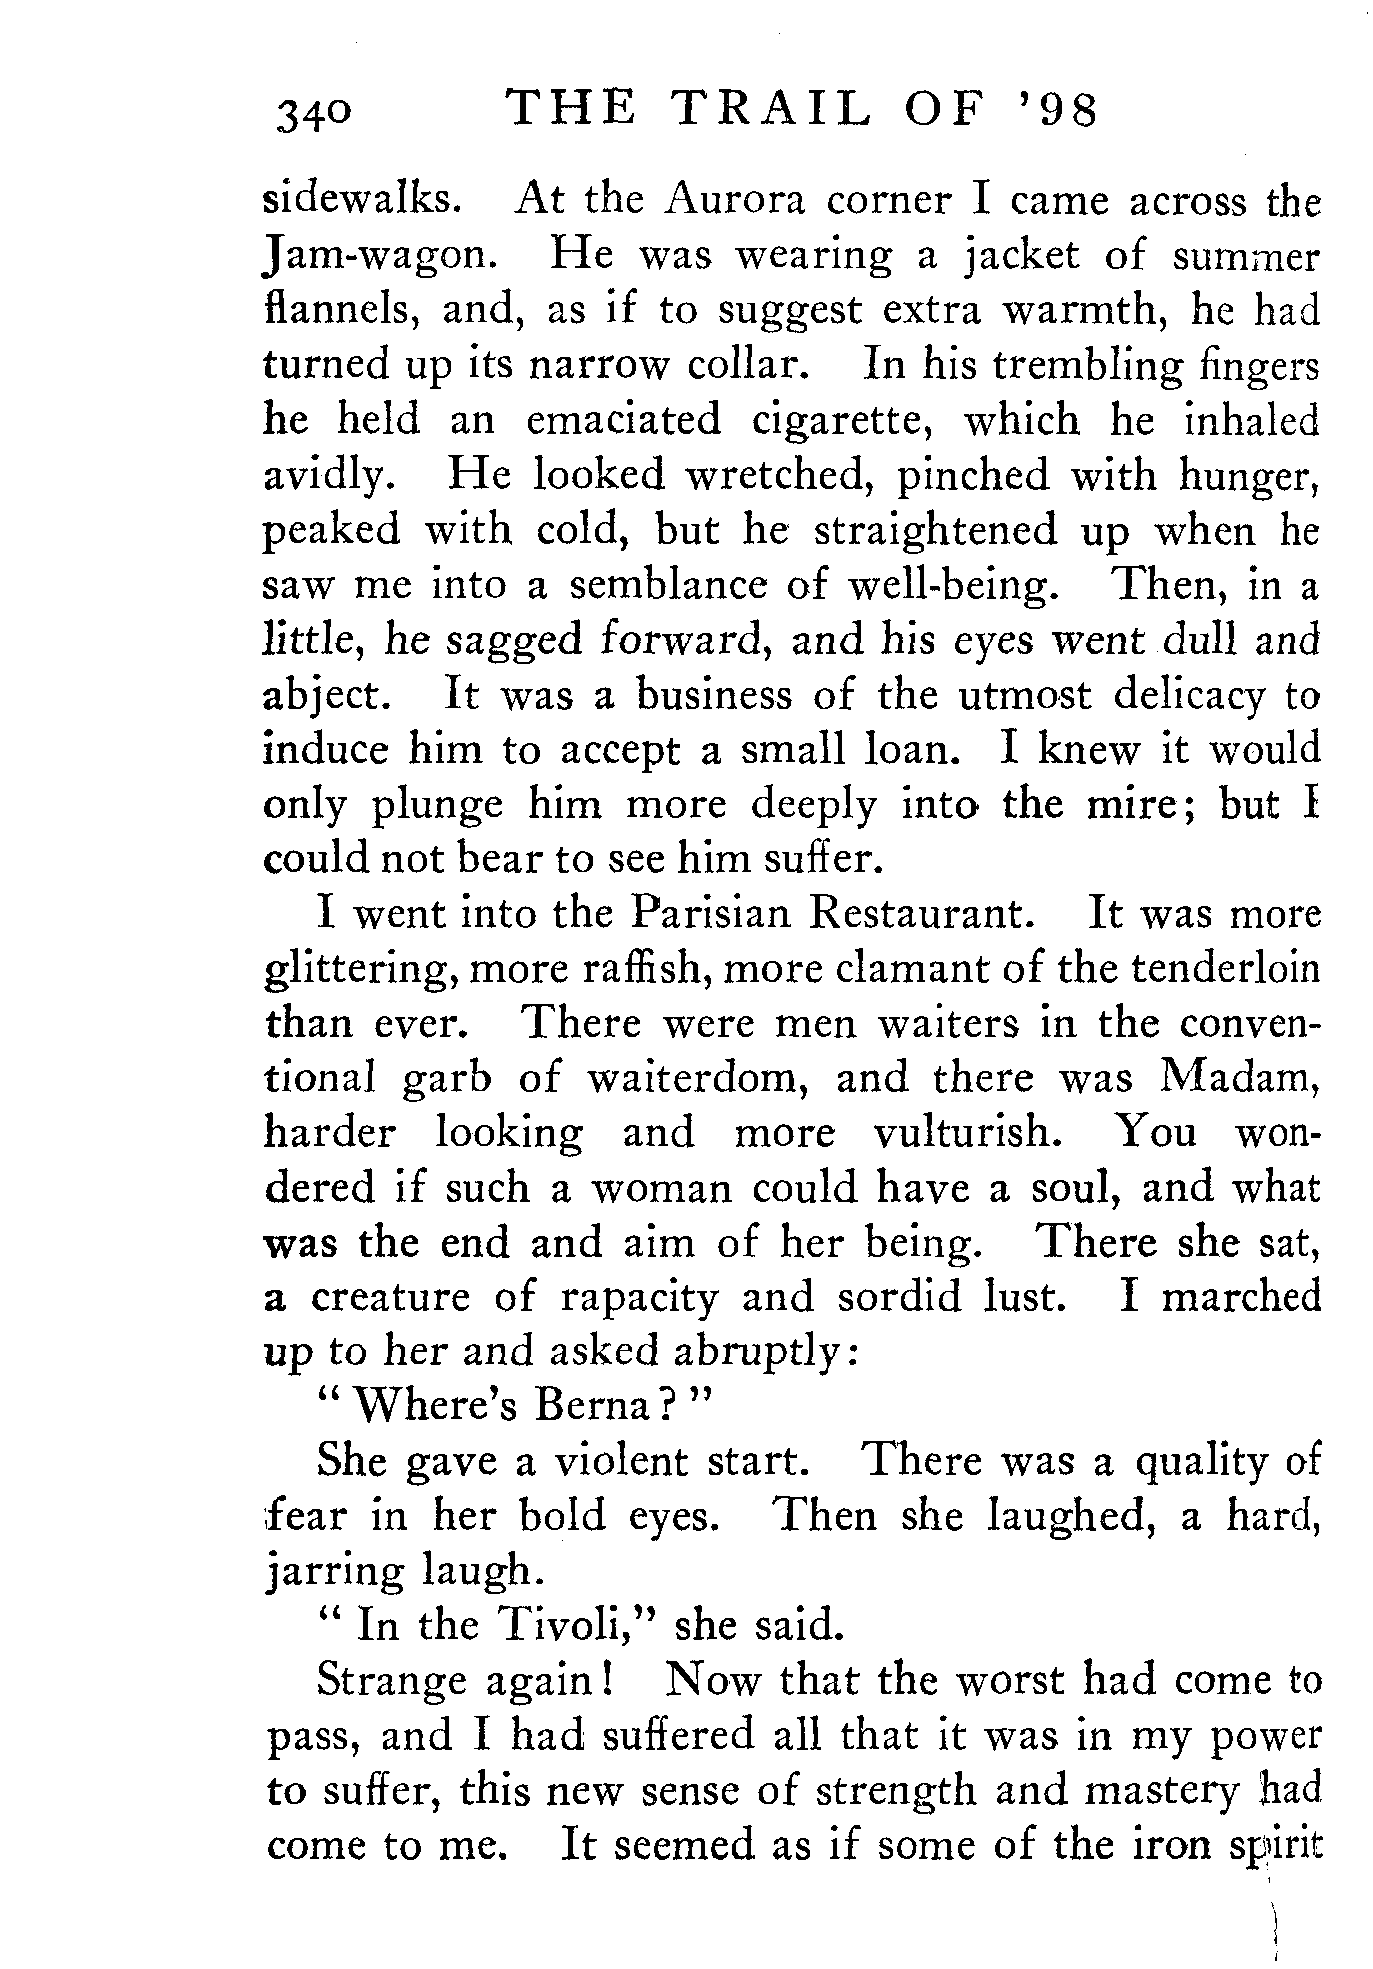 340 THE TRAIL OF '98
sidewalks. At the Aurora corner I came across the
Jam-wagon. He was wearing a jacket of summer
flannels, and, as if to suggest extra warmth, he had
turned up its narrow collar. In his trembling fingers
he held an emaciated cigarette, which he inhaled
avidly. He looked wretched, pinched with hunger,
peaked with cold, but he straightened up when he
saw me into a semblance of well-being. Then, in a
little, he sagged forward, and his eyes went dull and
abject. It was a business of the utmost delicacy to
induce him to accept a small loan. I knew it would
only plunge him more deeply into the mire; but I
could not bear to see him suffer.
I went into the Parisian Restaurant. It was more
glittering, more raffish, more clamant of the tenderloin
than ever. There were men waiters in the conven-
tional garb of waiterdom, and there was Madam,
harder looking and more vulturish. You won-
dered if such a woman could have a soul, and what
was the end and aim of her being. There she sat,
a creature of rapacity and sordid lust. I marched
up to her and asked abruptly:
"Where's Berna?"
She gave a violent start. There was a quality of
fear in her bold eyes. Then she laughed, a hard,
jarring laugh.
"In the Tivoli," she said.
Strange again! Now that the worst had come to
pass, and I had suffered all that it was in my power
to suffer, this new sense of strength and mastery had
come to me. It seemed as if some of the iron spirit